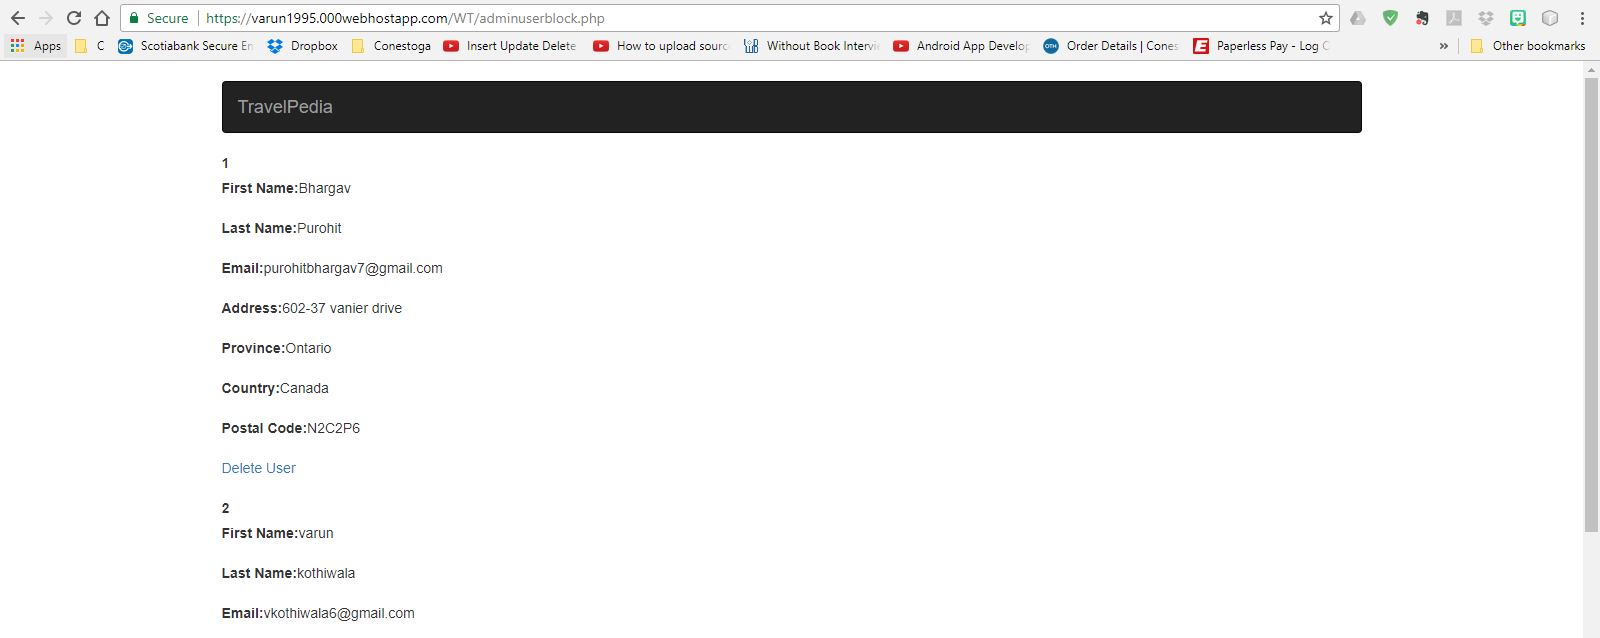 Secure https://varun1995.000webhostapp.com/WT/adminuserblock.php
Apps C Scotiabank Secure En Dropbox Conestoga Insert Update Delete How to upload sourc Without Book Intervi Android App Develop OTH Order Details | Cones Paperless Pay - Log O » Other bookmarks
TravelPedia
1
First Name:Bhargav
Last Name:Purohit
Email:purohitbhargav7@gmail.com
Address:602-37 vanier drive
Province:Ontario
Country:Canada
Postal Code:N2C2P6
Delete User
2
First Name:varun
Last Name:kothiwala
Email:vkothiwala6@gmail.com